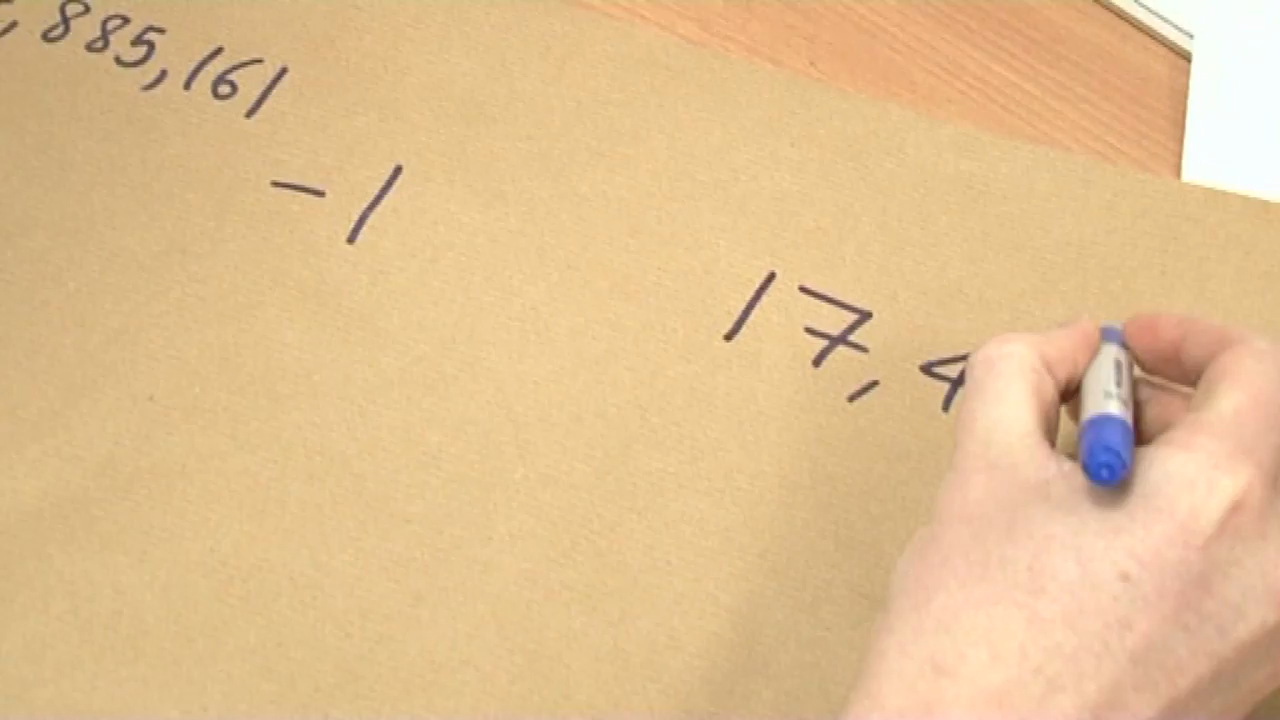 , 885,161
- 1
17, 4